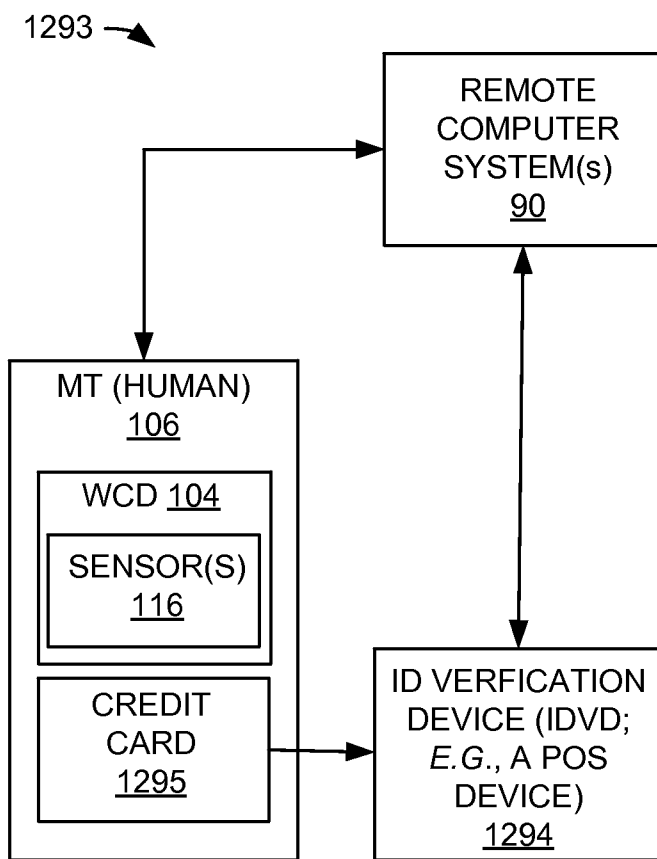 1293
REMOTE
COMPUTER
SYSTEM(s)
90
MT (HUMAN)
106
WCD 104
SENSOR(S)
116
CREDIT
CARD
1295
ID VERFICATION
DEVICE (IDVD;
E.G., A POS
DEVICE)
1294